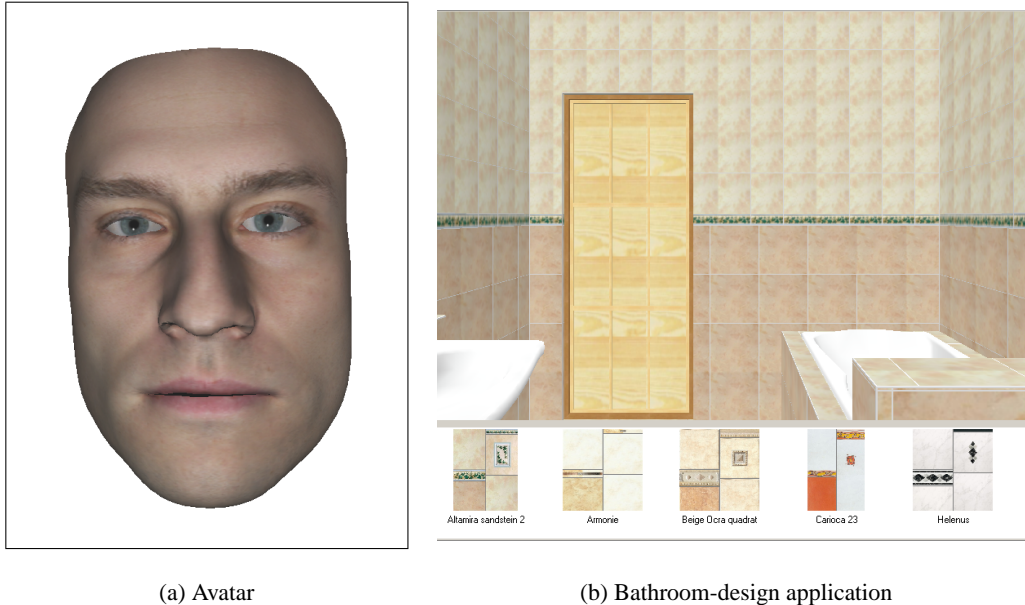 Altamira sandstein 2
Armonie
Beige Ocra quadrat
Carioca 23
Helenus
(a) Avatar
(b) Bathroom-design application